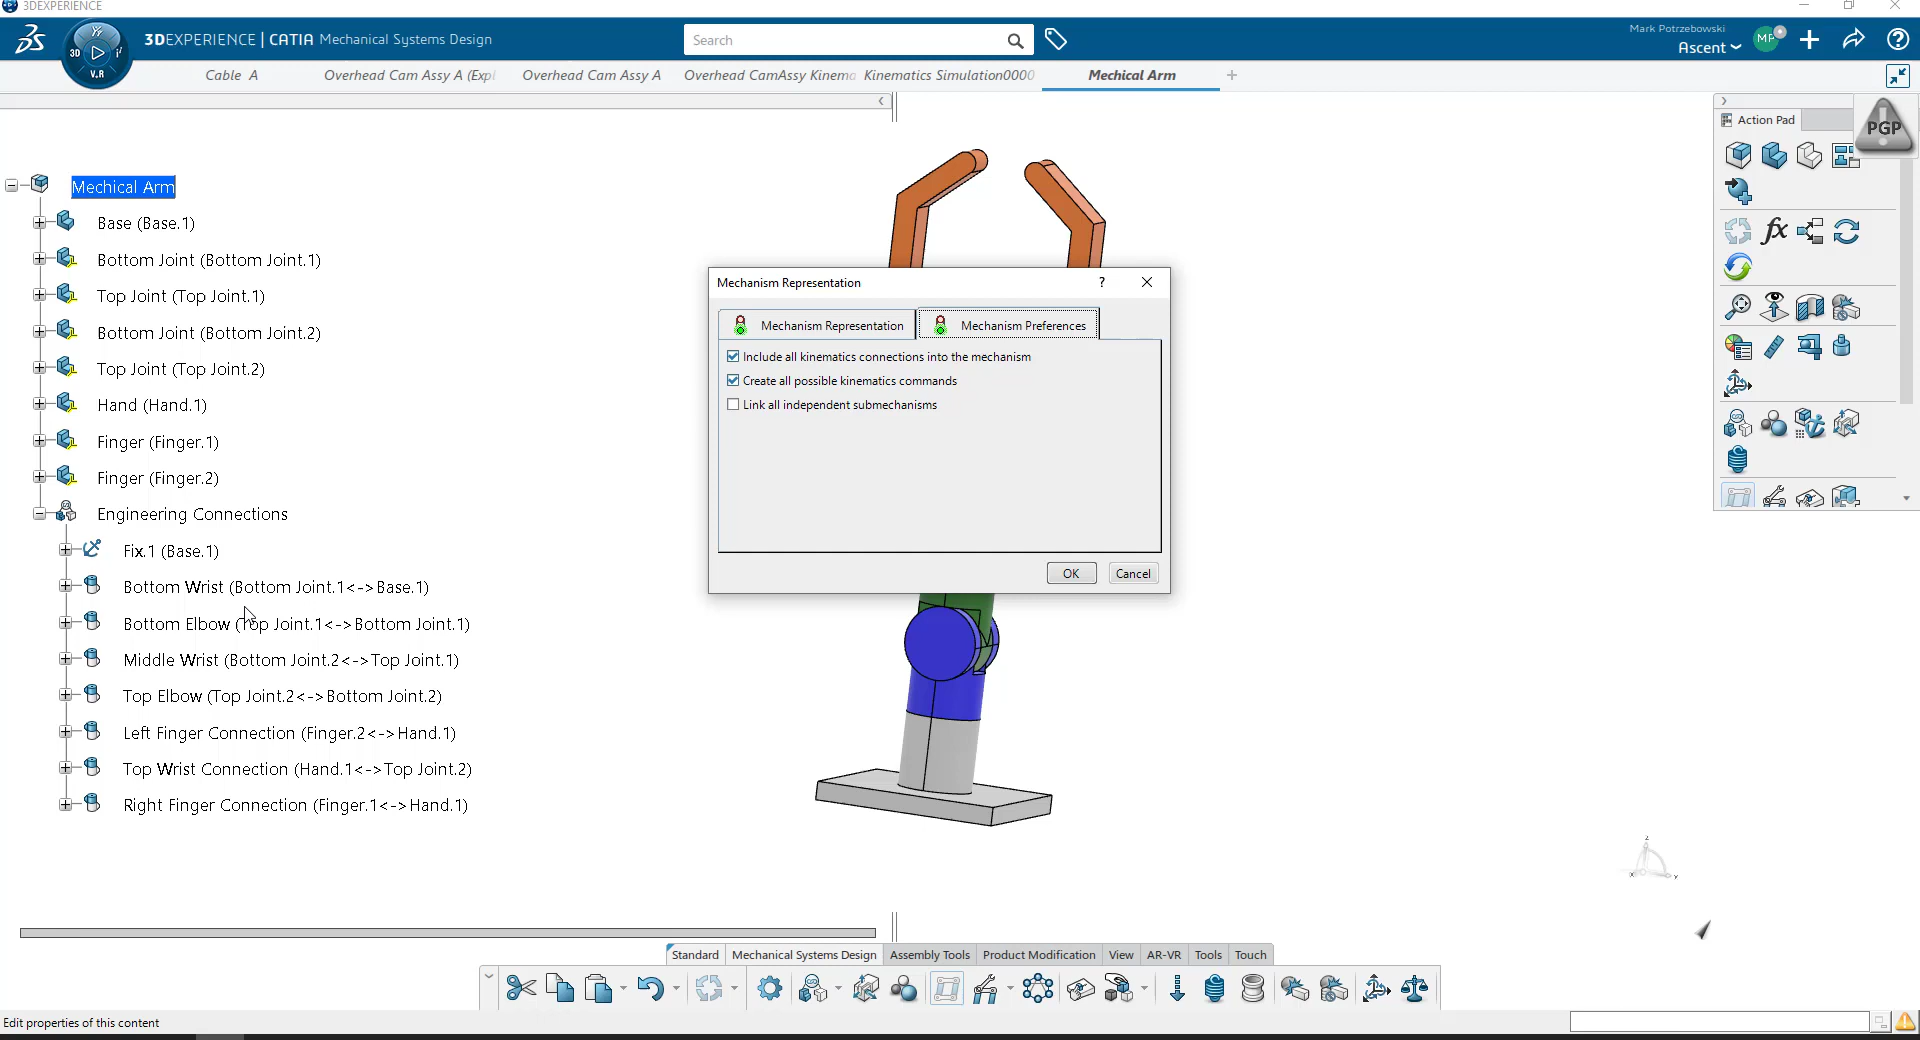 3DEXPERIENCE
3DEXPERIENCE | CATIA Mechanical Systems Design
3D
V.R
Search
Mark Potrzebowski
Ascent
MP
Cable A
Overhead Cam Assy A (Expl
Overhead Cam Assy A
Overhead CamAssy Kinema
Kinematics Simulation0000
Mechical Arm
+
Action Pad
PGP
Mechical Arm
Base (Base.1)
Bottom Joint (Bottom Joint.1)
Top Joint (Top Joint.1)
Bottom Joint (Bottom Joint.2)
Top Joint (Top Joint.2)
Hand (Hand.1)
Finger (Finger.1)
Finger (Finger.2)
Engineering Connections
Fix.1 (Base.1)
Bottom Wrist (Bottom Joint.1<->Base.1)
Bottom Elbow (Top Joint.1<->Bottom Joint.1)
Middle Wrist (Bottom Joint.2<->Top Joint.1)
Top Elbow (Top Joint.2<->Bottom Joint.2)
Left Finger Connection (Finger.2<->Hand.1)
Top Wrist Connection (Hand.1<->Top Joint.2)
Right Finger Connection (Finger.1<->Hand.1)
Mechanism Representation
?
Mechanism Representation
Mechanism Preferences
Include all kinematics connections into the mechanism
Create all possible kinematics commands
Link all independent submechanisms
OK
Cancel
fx
z
x
y
Standard
Mechanical Systems Design
Assembly Tools
Product Modification
View
AR-VR
Tools
Touch
Edit properties of this content